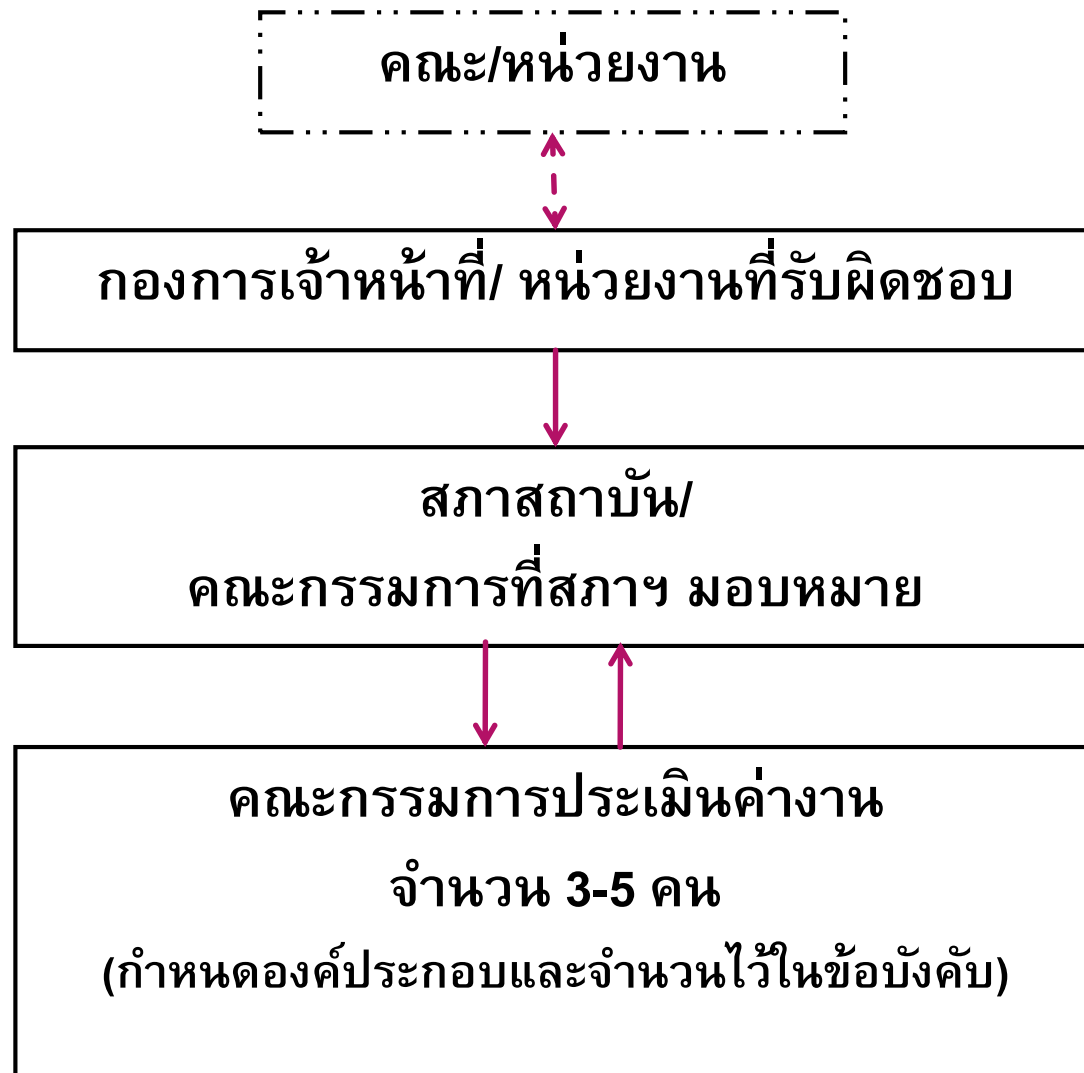 คณะ/หน่วยงาน
กองการเจ้าหน้าที่/ หน่วยงานที่รับผิดชอบ
สภาสถาบัน/
คณะกรรมการที่สภาฯ มอบหมาย
คณะกรรมการประเมินค่างาน
จำนวน 3-5 คน
(กำหนดองค์ประกอบและจำนวนไว้ในข้อบังคับ)